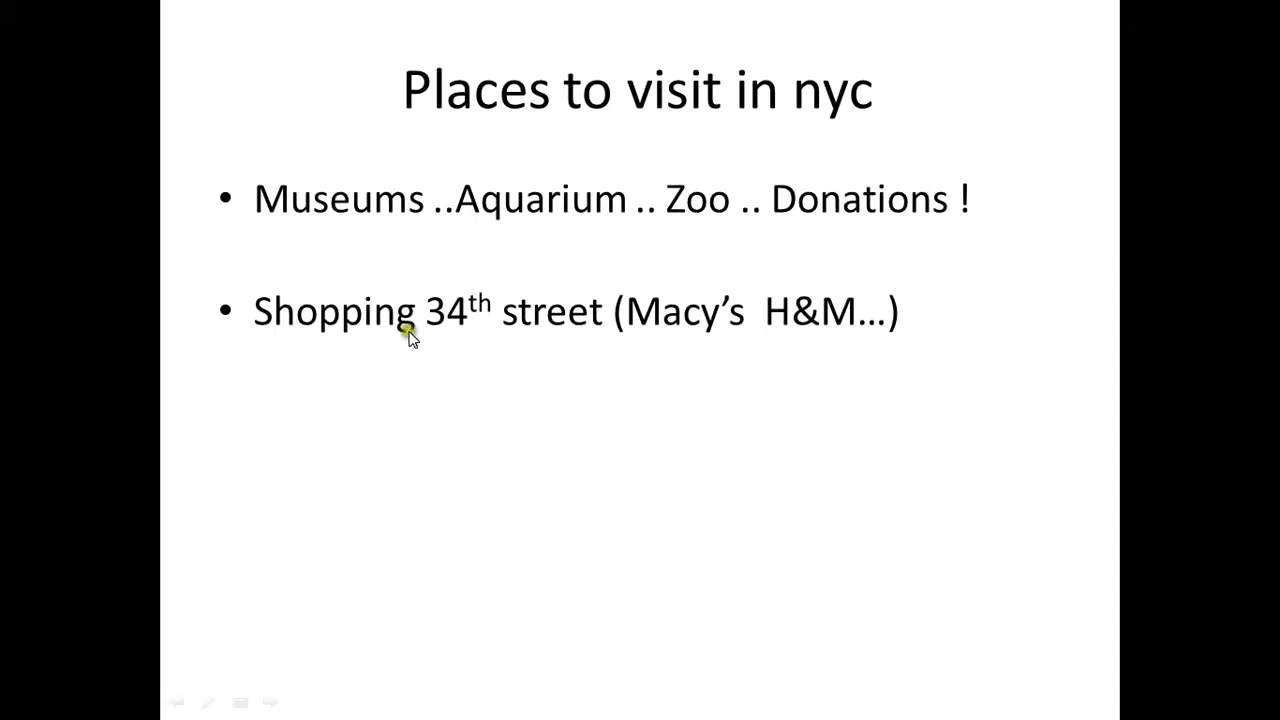 Places to visit in nyc
• Museums ..Aquarium .. Zoo .. Donations !
• Shopping 34th street (Macy’s  H&M…)